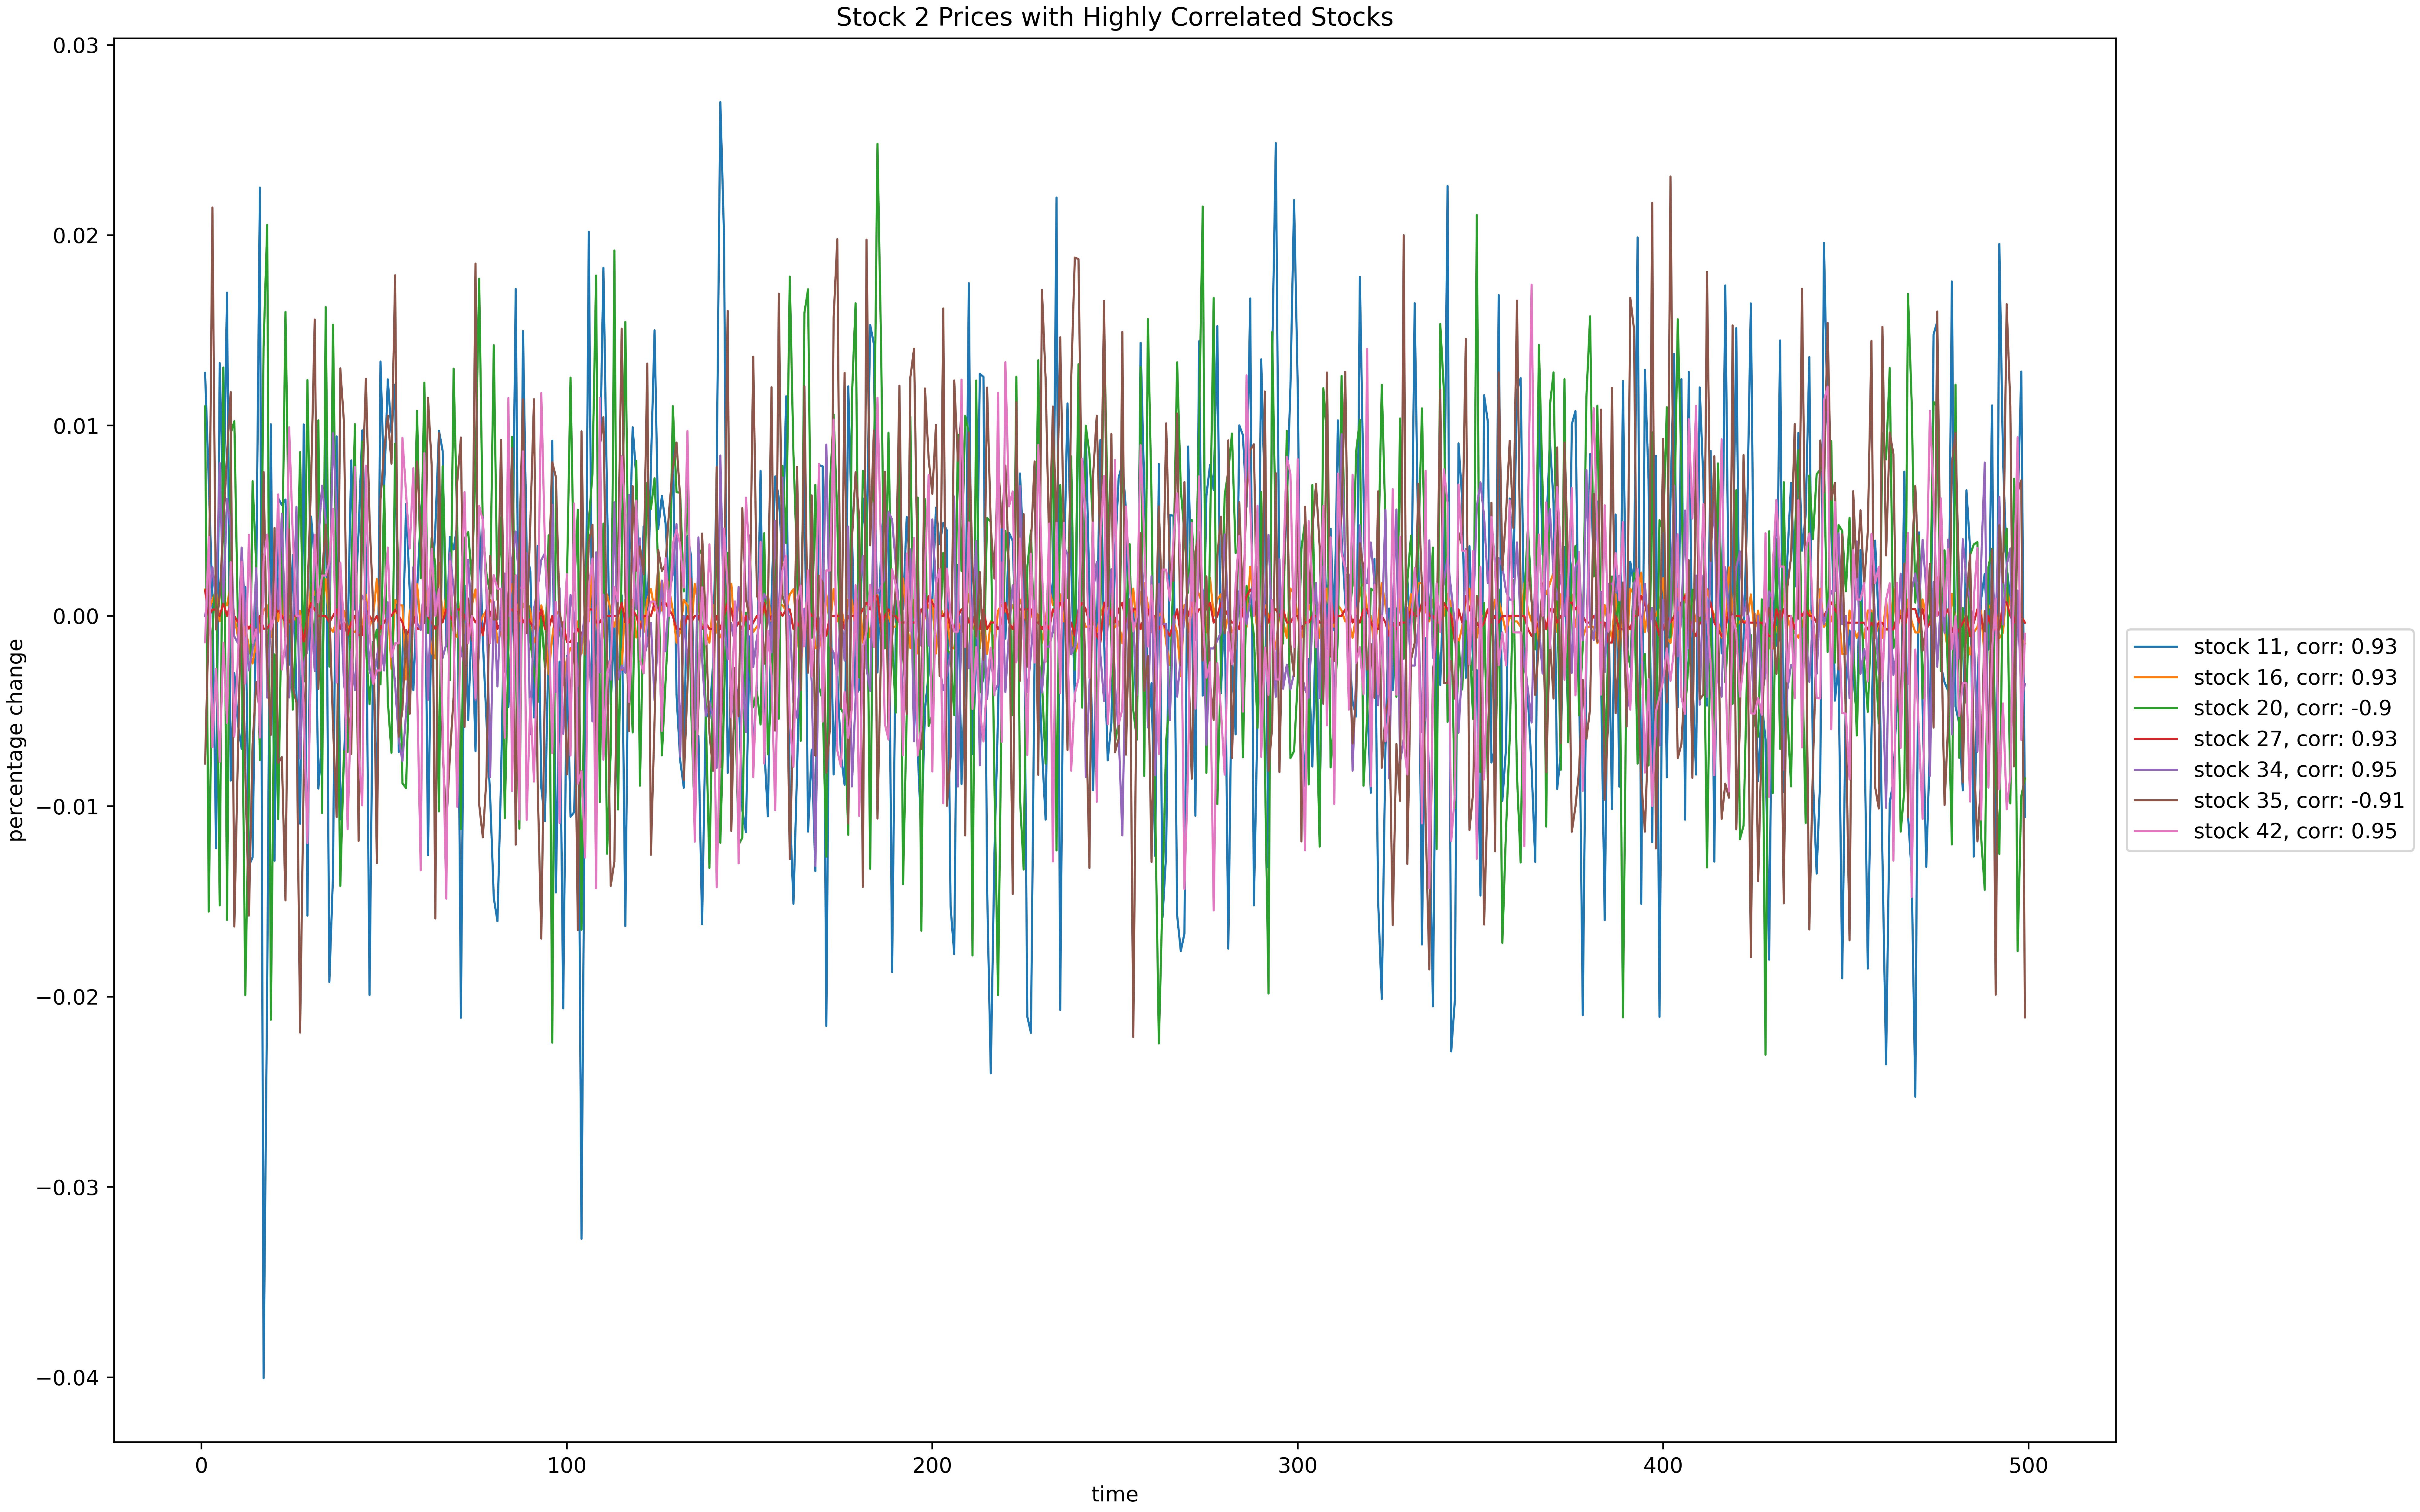 Stock 2 Prices with Highly Correlated Stocks
percentage change
0.03
0.02
0.01
0.00
−0.01
−0.02
−0.03
−0.04
0
100
200
300
400
500
time
stock 11, corr: 0.93
stock 16, corr: 0.93
stock 20, corr: -0.9
stock 27, corr: 0.93
stock 34, corr: 0.95
stock 35, corr: -0.91
stock 42, corr: 0.95